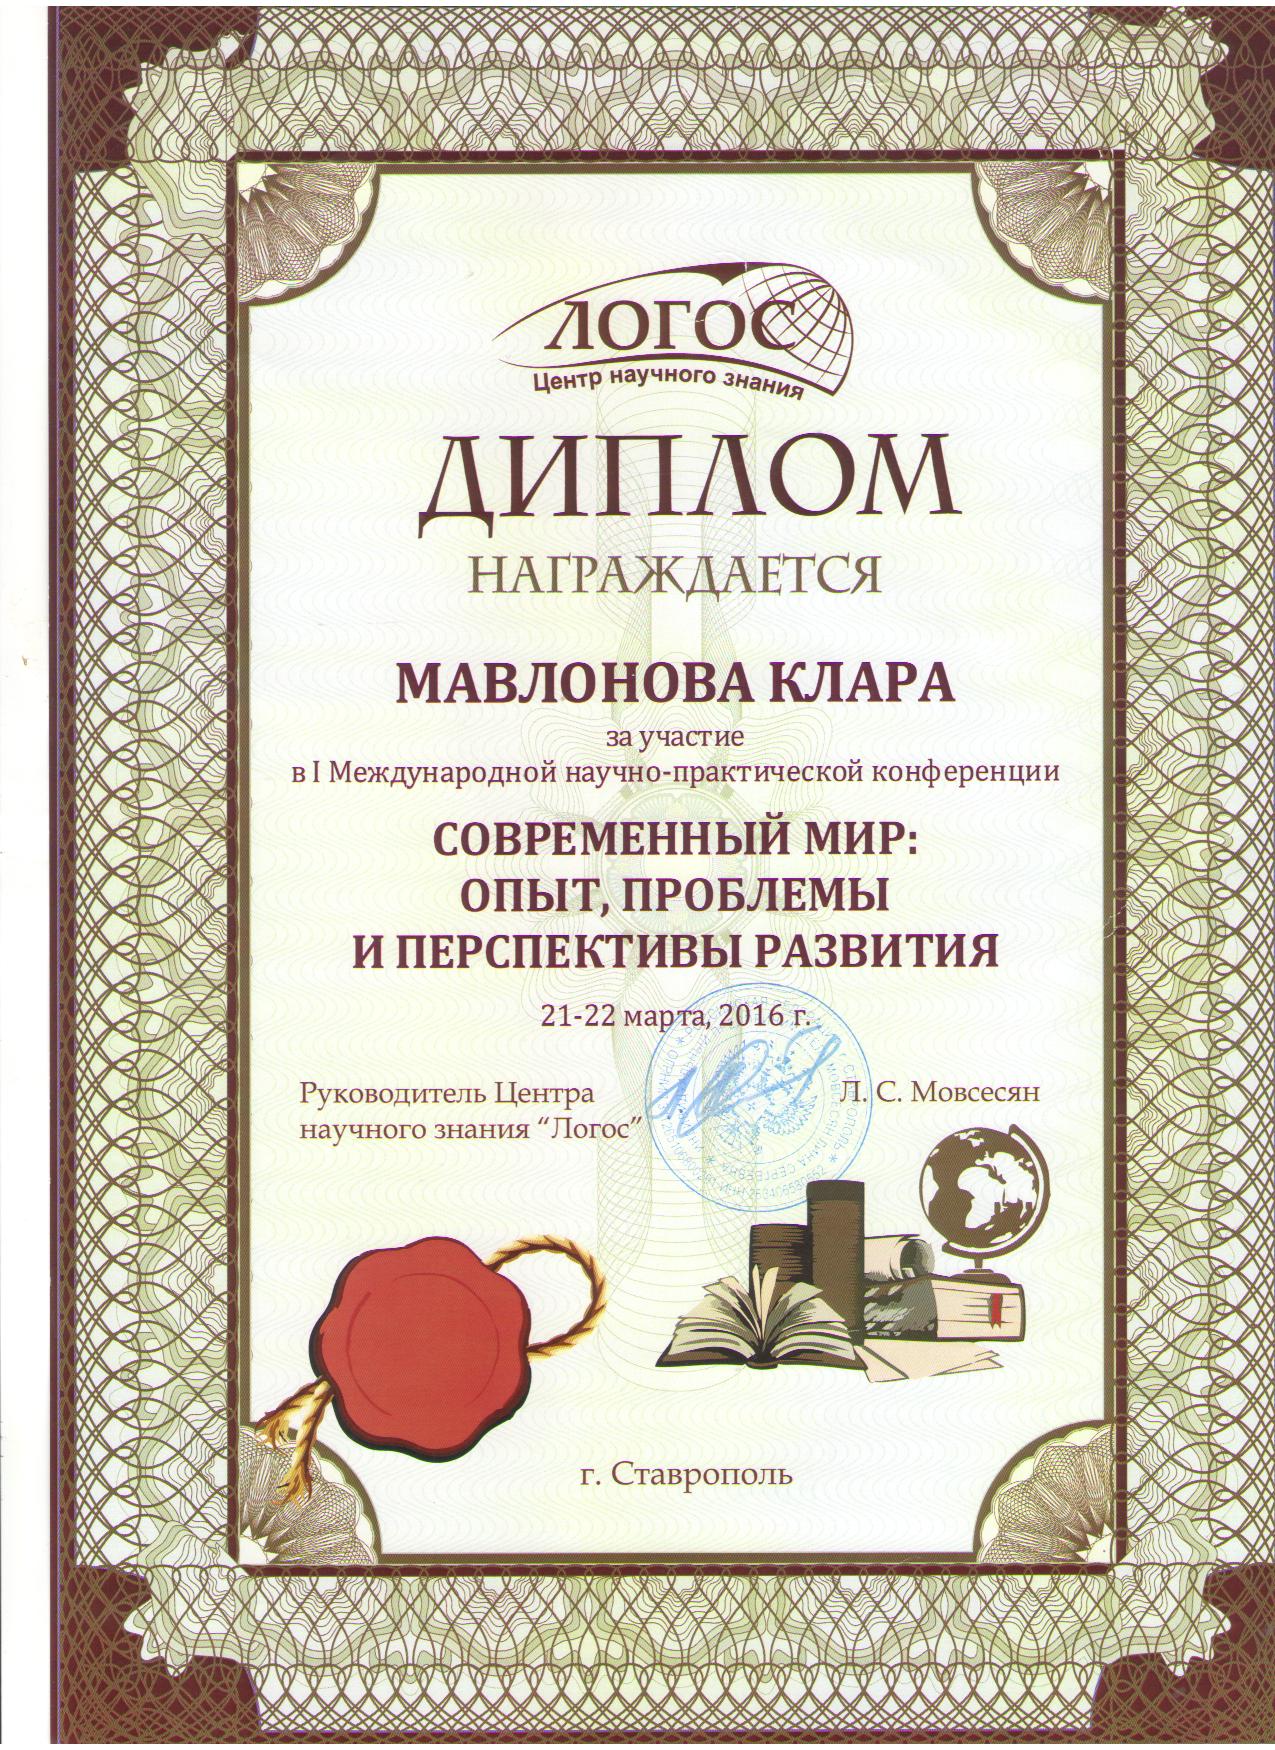 ЛОГОС
Центр научного знания
ДИПЛОМ
НАГРАЖДАЕТСЯ
МАВЛОНОВА КЛАРА
за участие
в I Международной научно-практической конференции
СОВРЕМЕННЫЙ МИР:
ОПЫТ, ПРОБЛЕМЫ
И ПЕРСПЕКТИВЫ РАЗВИТИЯ
21-22 марта, 2016 г.
Руководитель Центра
научного знания “Логос”
Л. С. Мовсесян
г. Ставрополь